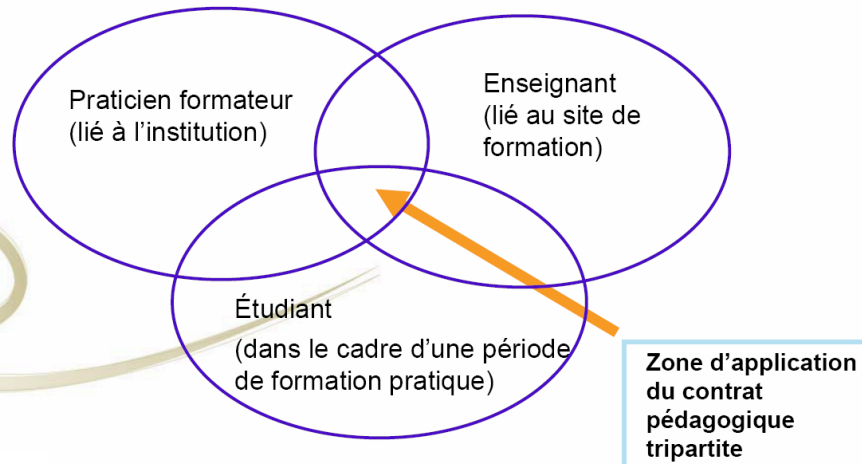 Praticien formateur
(lié à l'institution)
Enseignant
(lié au site de
formation)
Étudiant
(dans le cadre d'une période
de formation pratique)
Zone d'application
du contrat
pédagogique
tripartite